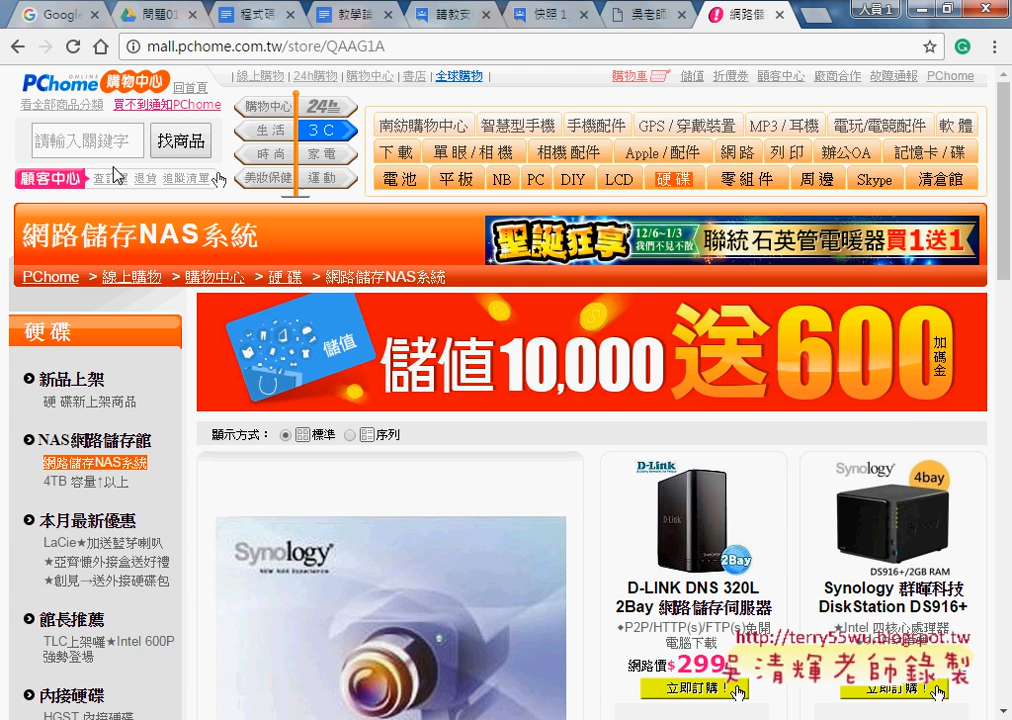 Google
問題01
程式碼
教學論
請教安
快照 1
吳老師
網路儲
人員 1
mall.pchome.com.tw/store/QAAG1A
PChome ONLINE 購物中心 回首頁
線上購物 | 24h購物 | 購物中心 | 書店 | 全球購物 |
購物車 儲值 折價券 顧客中心 廠商合作 故障通報 PChome
看全部商品分類 買不到通知PChome
請輸入關鍵字 找商品
顧客中心 退貨 追蹤清單
購物中心 24h
生活 3C
時尚 家電
美妝保健 運動
南紡購物中心 智慧型手機 手機配件 GPS / 穿戴裝置 MP3 / 耳機 電玩/電競配件 軟體
下載 單眼 / 相機 相機配件 Apple / 配件 網路 列印 辦公OA 記憶卡 / 碟
電池 平板 NB PC DIY LCD 硬碟 零組件 周邊 Skype 清倉館
網路儲存NAS系統
聖誕狂享 12/6~1/3 我們不見不散 聯統石英管電暖器買1送1
PChome > 線上購物 > 購物中心 > 硬碟 > 網路儲存NAS系統
儲值 儲值10,000送600 加碼金
硬碟
新品上架
硬 碟新上架商品
NAS網路儲存館
網路儲存NAS系統
4TB 容量↑以上
本月最新優惠
LaCie★加送藍芽喇叭
★亞齊慷外接盒送好禮
★創見→送外接硬碟包
館長推薦
TLC上架囉★Intel 600P
強勢登場
內接硬碟
HGST 內接硬碟
顯示方式： 標準 序列
Synology
NEW NAS Experience
D-Link
D-Link
2Bay
D-LINK DNS 320L
2Bay 網路儲存伺服器
♦P2P/HTTP(s)/FTP(s)免開
電腦下載
網路價$299
立即訂購！
Synology 4bay
DS916+/2GB RAM
Synology 群暉科技
DiskStation DS916+
★Intel 四核心處理器
立即訂購！
http://terry55wu.blogspot.tw
吳清輝老師錄製